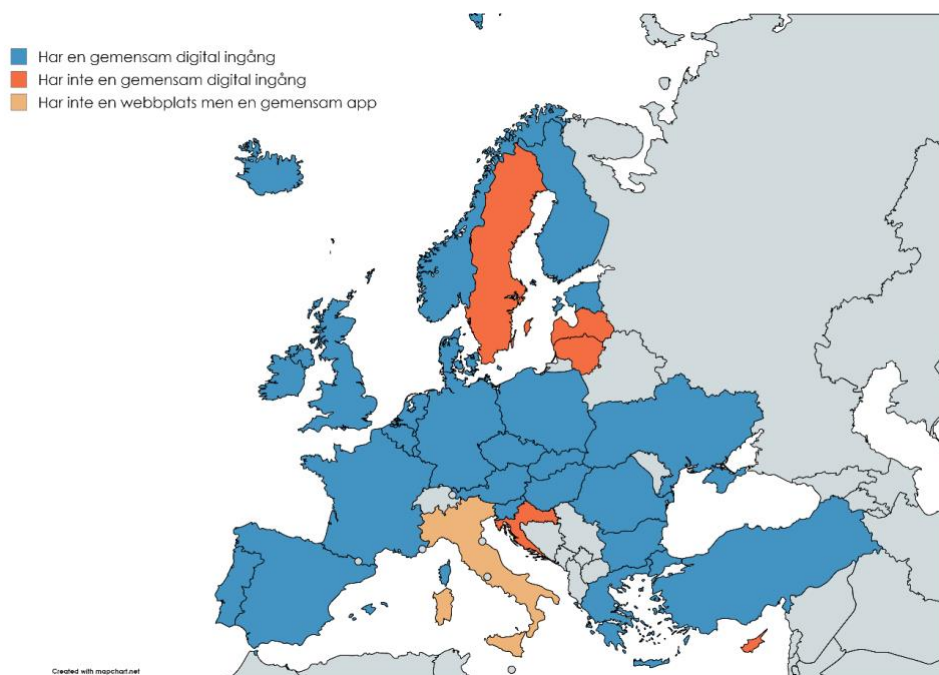 Har en gemensam digital ingång
Har inte en gemensam digital ingång
Har inte en webbplats men en gemensam app
Created with mapchart.net